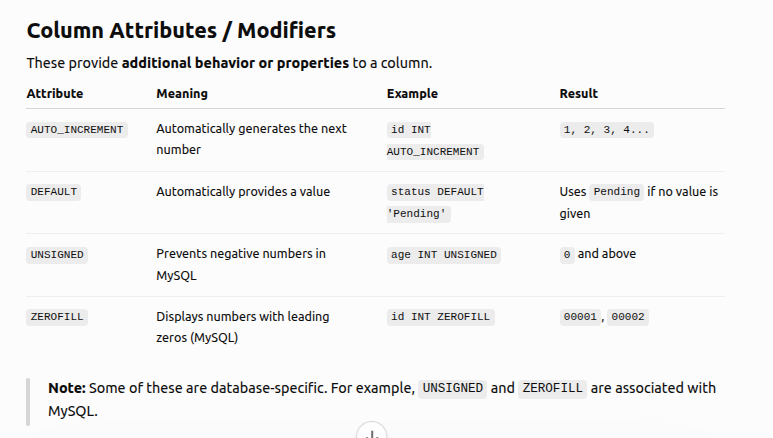 Column Attributes / Modifiers
These provide additional behavior or properties to a column.
Attribute Meaning Example Result
AUTO_INCREMENT Automatically generates the next id INT 1, 2, 3, 4...
number AUTO_INCREMENT
DEFAULT Automatically provides a value status DEFAULT Uses Pending if no value is
'Pending' given
UNSIGNED Prevents negative numbers in age INT UNSIGNED 0 and above
MySQL
ZEROFILL Displays numbers with leading id INT ZEROFILL 00001, 00002
zeros (MySQL)
Note: Some of these are database-specific. For example, UNSIGNED and ZEROFILL are associated with
MySQL.